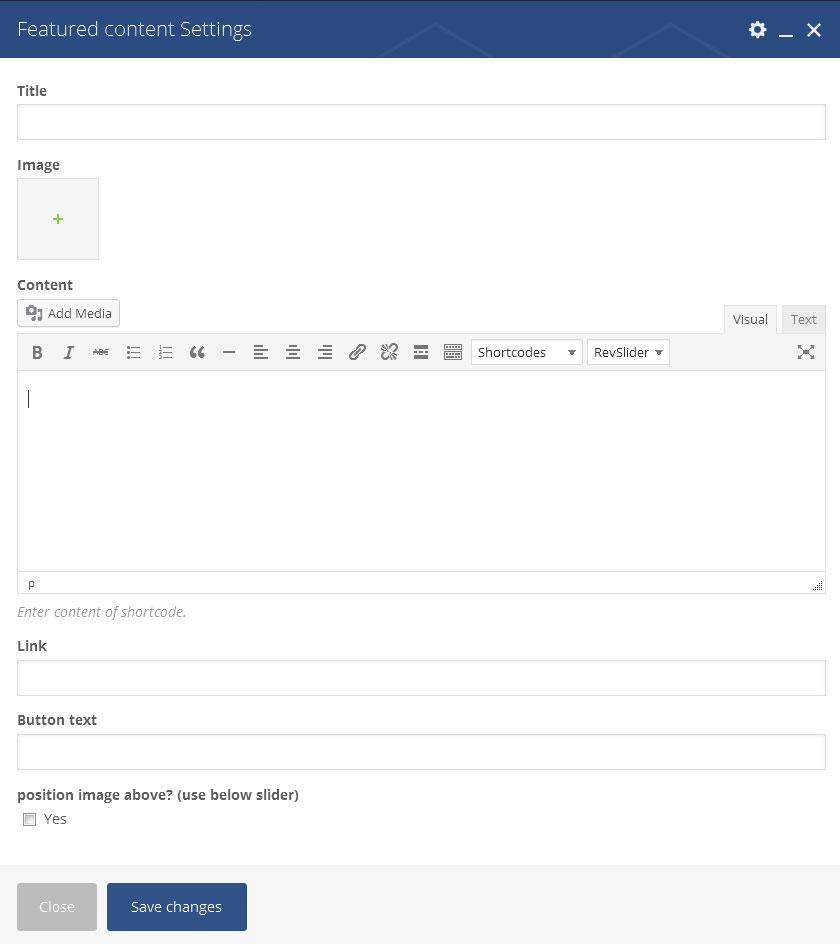 Featured content Settings
Title
Image
Content
Add Media
Visual Text
B I ABC Shortcodes RevSlider
p
Enter content of shortcode.
Link
Button text
position image above? (use below slider)
Yes
Close Save changes